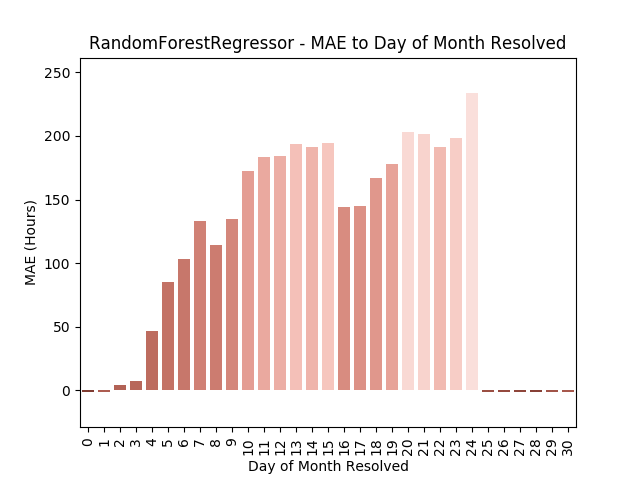 RandomForestRegressor - MAE to Day of Month Resolved
250
200
150
100
50
0
MAE (Hours)
0 1 2 3 4 5 6 7 8 9 10 11 12 13 14 15 16 17 18 19 20 21 22 23 24 25 26 27 28 29 30
Day of Month Resolved